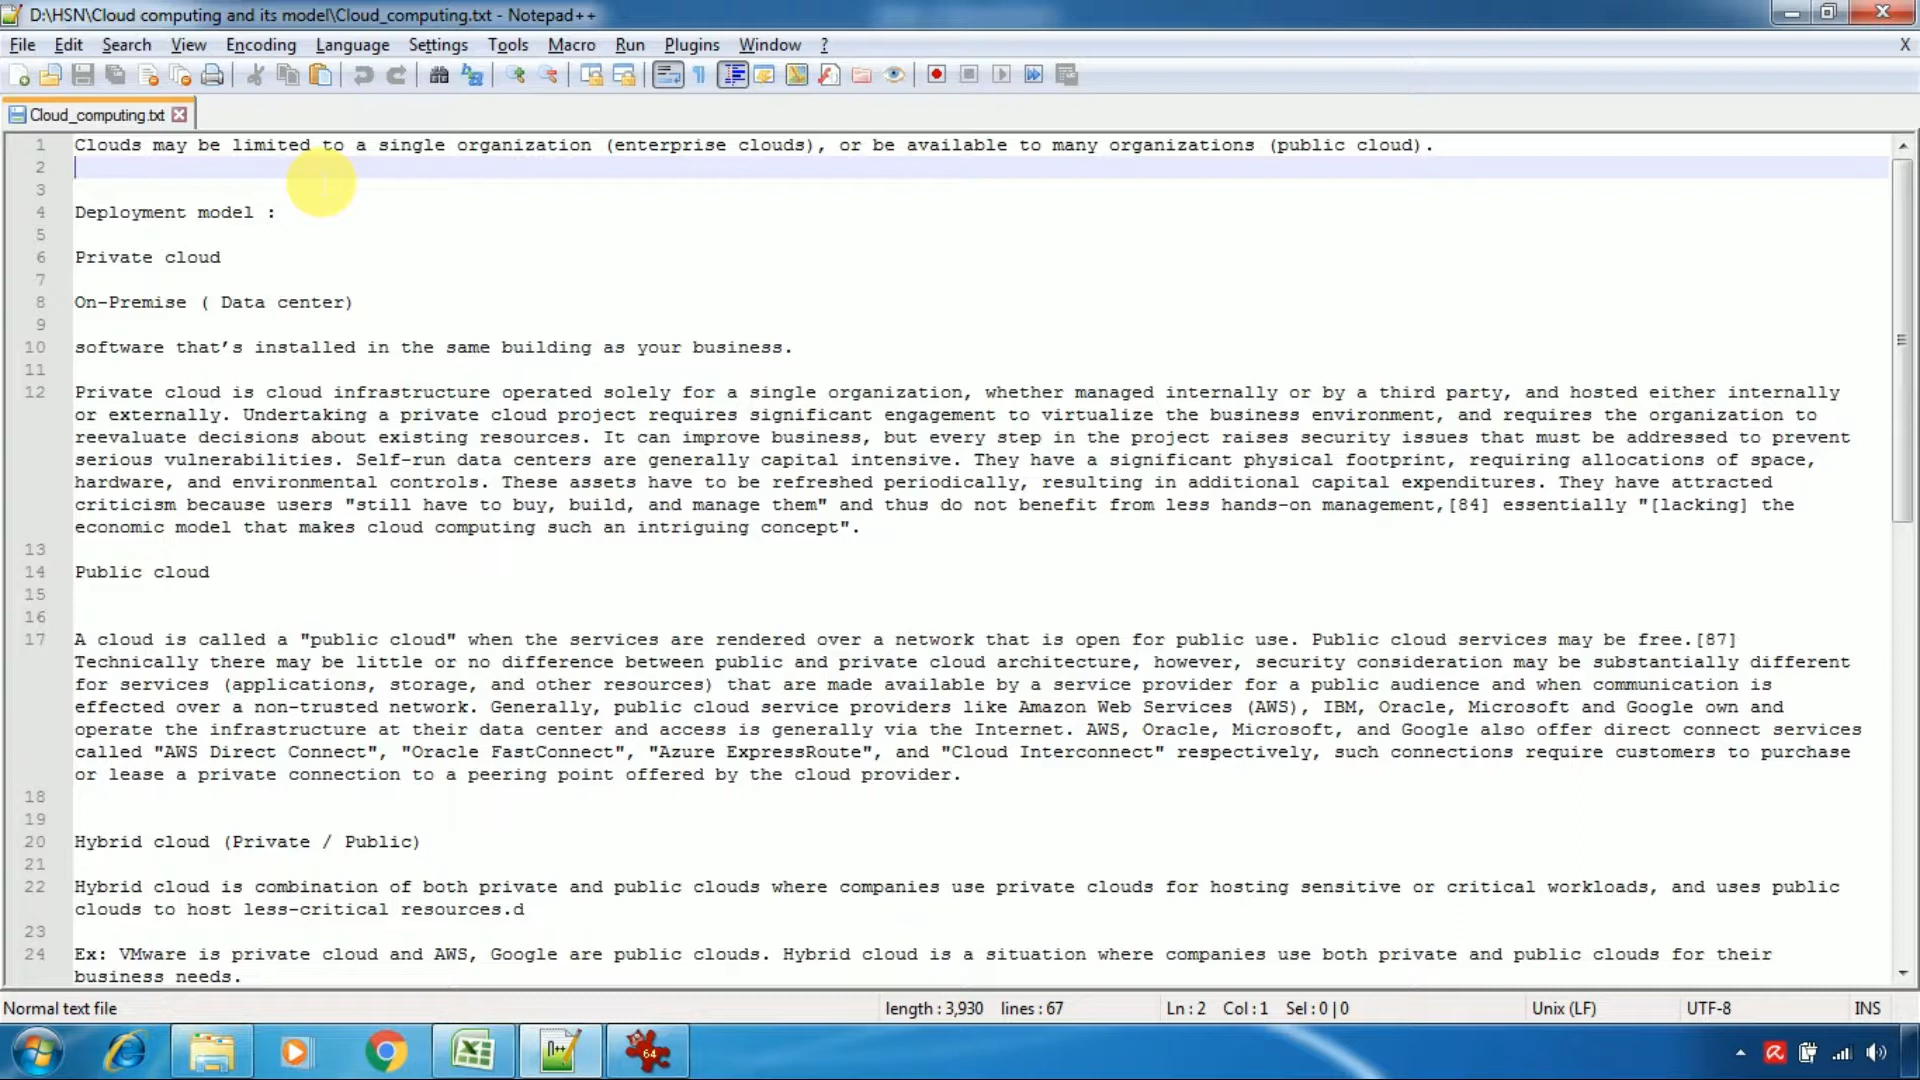 D:\HSN\Cloud computing and its model\Cloud_computing.txt - Notepad++
File Edit Search View Encoding Language Settings Tools Macro Run Plugins Window ? X
Cloud_computing.txt
1 Clouds may be limited to a single organization (enterprise clouds), or be available to many organizations (public cloud).
2
3
4 Deployment model :
5
6 Private cloud
7
8 On-Premise ( Data center)
9
10 software that’s installed in the same building as your business.
11
12 Private cloud is cloud infrastructure operated solely for a single organization, whether managed internally or by a third party, and hosted either internally
or externally. Undertaking a private cloud project requires significant engagement to virtualize the business environment, and requires the organization to
reevaluate decisions about existing resources. It can improve business, but every step in the project raises security issues that must be addressed to prevent
serious vulnerabilities. Self-run data centers are generally capital intensive. They have a significant physical footprint, requiring allocations of space,
hardware, and environmental controls. These assets have to be refreshed periodically, resulting in additional capital expenditures. They have attracted
criticism because users "still have to buy, build, and manage them" and thus do not benefit from less hands-on management,[84] essentially "[lacking] the
economic model that makes cloud computing such an intriguing concept".
13
14 Public cloud
15
16
17 A cloud is called a "public cloud" when the services are rendered over a network that is open for public use. Public cloud services may be free.[87]
Technically there may be little or no difference between public and private cloud architecture, however, security consideration may be substantially different
for services (applications, storage, and other resources) that are made available by a service provider for a public audience and when communication is
effected over a non-trusted network. Generally, public cloud service providers like Amazon Web Services (AWS), IBM, Oracle, Microsoft and Google own and
operate the infrastructure at their data center and access is generally via the Internet. AWS, Oracle, Microsoft, and Google also offer direct connect services
called "AWS Direct Connect", "Oracle FastConnect", "Azure ExpressRoute", and "Cloud Interconnect" respectively, such connections require customers to purchase
or lease a private connection to a peering point offered by the cloud provider.
18
19
20 Hybrid cloud (Private / Public)
21
22 Hybrid cloud is combination of both private and public clouds where companies use private clouds for hosting sensitive or critical workloads, and uses public
clouds to host less-critical resources.d
23
24 Ex: VMware is private cloud and AWS, Google are public clouds. Hybrid cloud is a situation where companies use both private and public clouds for their
business needs.
Normal text file length : 3,930 lines : 67 Ln : 2 Col : 1 Sel : 0 | 0 Unix (LF) UTF-8 INS
64